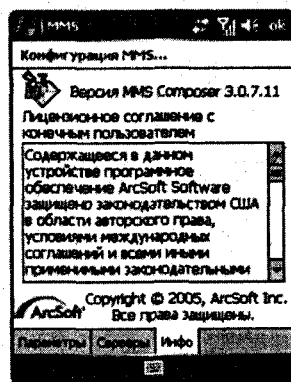 MMS ok
Конфигурация MMS...
Версия MMS Composer 3.0.7.11
Лицензионное соглашение с
конечным пользователем
Содержащееся в данном
устройстве программное
обеспечение ArcSoft Software
защищено законодательством США
в области авторского права,
условиями международных
соглашений и всеми иными
применимыми законодательными
ArcSoft
Copyright © 2005, ArcSoft Inc.
Все права защищены.
Параметры Серверы Инфо